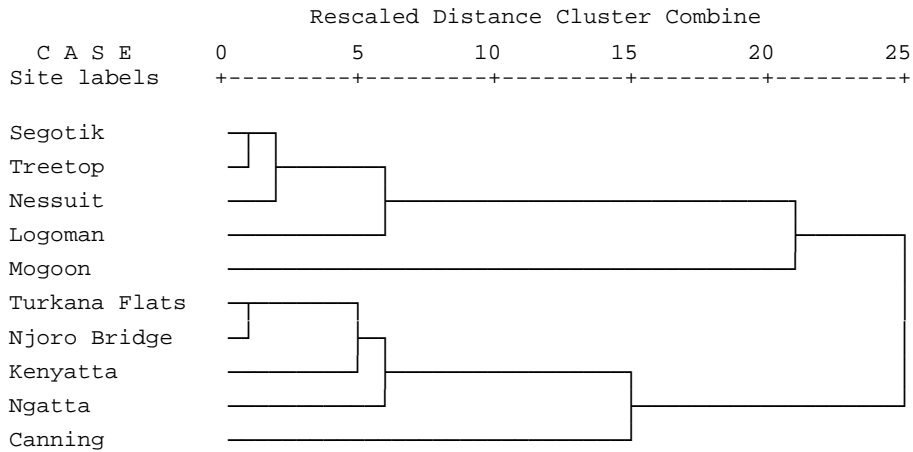 Rescaled Distance Cluster Combine
C A S E 0 5 10 15 20 25
Site labels +---------+---------+---------+---------+---------+
Segotik
Treetop
Nessuit
Logoman
Mogoon
Turkana Flats
Njoro Bridge
Kenyatta
Ngatta
Canning